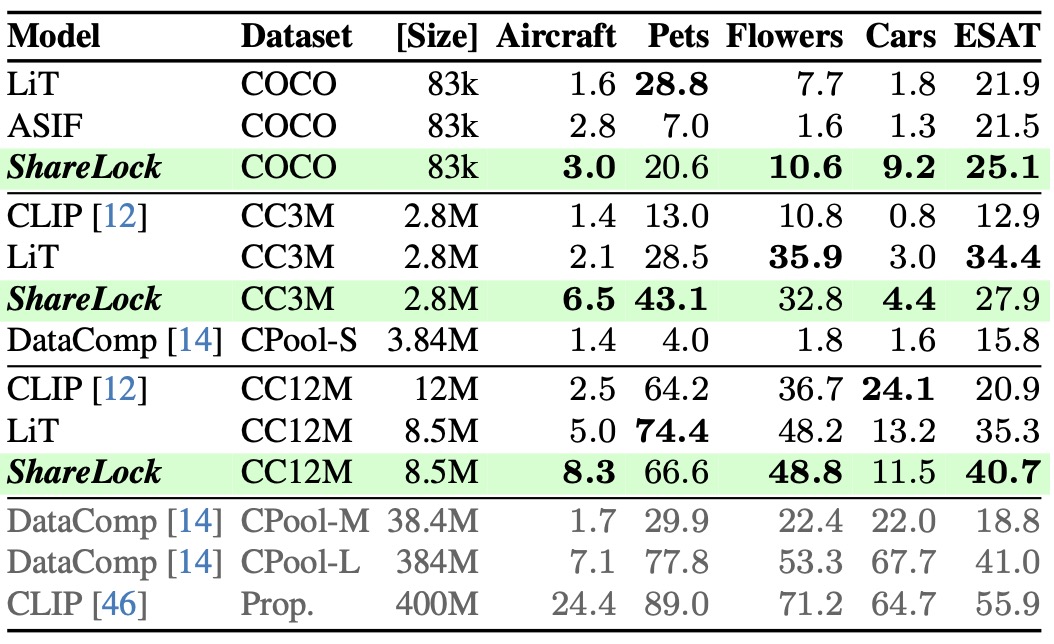 Model Dataset [Size] Aircraft Pets Flowers Cars ESAT
LiT COCO 83k 1.6 28.8 7.7 1.8 21.9
ASIF COCO 83k 2.8 7.0 1.6 1.3 21.5
ShareLock COCO 83k 3.0 20.6 10.6 9.2 25.1
CLIP [12] CC3M 2.8M 1.4 13.0 10.8 0.8 12.9
LiT CC3M 2.8M 2.1 28.5 35.9 3.0 34.4
ShareLock CC3M 2.8M 6.5 43.1 32.8 4.4 27.9
DataComp [14] CPool-S 3.84M 1.4 4.0 1.8 1.6 15.8
CLIP [12] CC12M 12M 2.5 64.2 36.7 24.1 20.9
LiT CC12M 8.5M 5.0 74.4 48.2 13.2 35.3
ShareLock CC12M 8.5M 8.3 66.6 48.8 11.5 40.7
DataComp [14] CPool-M 38.4M 1.7 29.9 22.4 22.0 18.8
DataComp [14] CPool-L 384M 7.1 77.8 53.3 67.7 41.0
CLIP [46] Prop. 400M 24.4 89.0 71.2 64.7 55.9